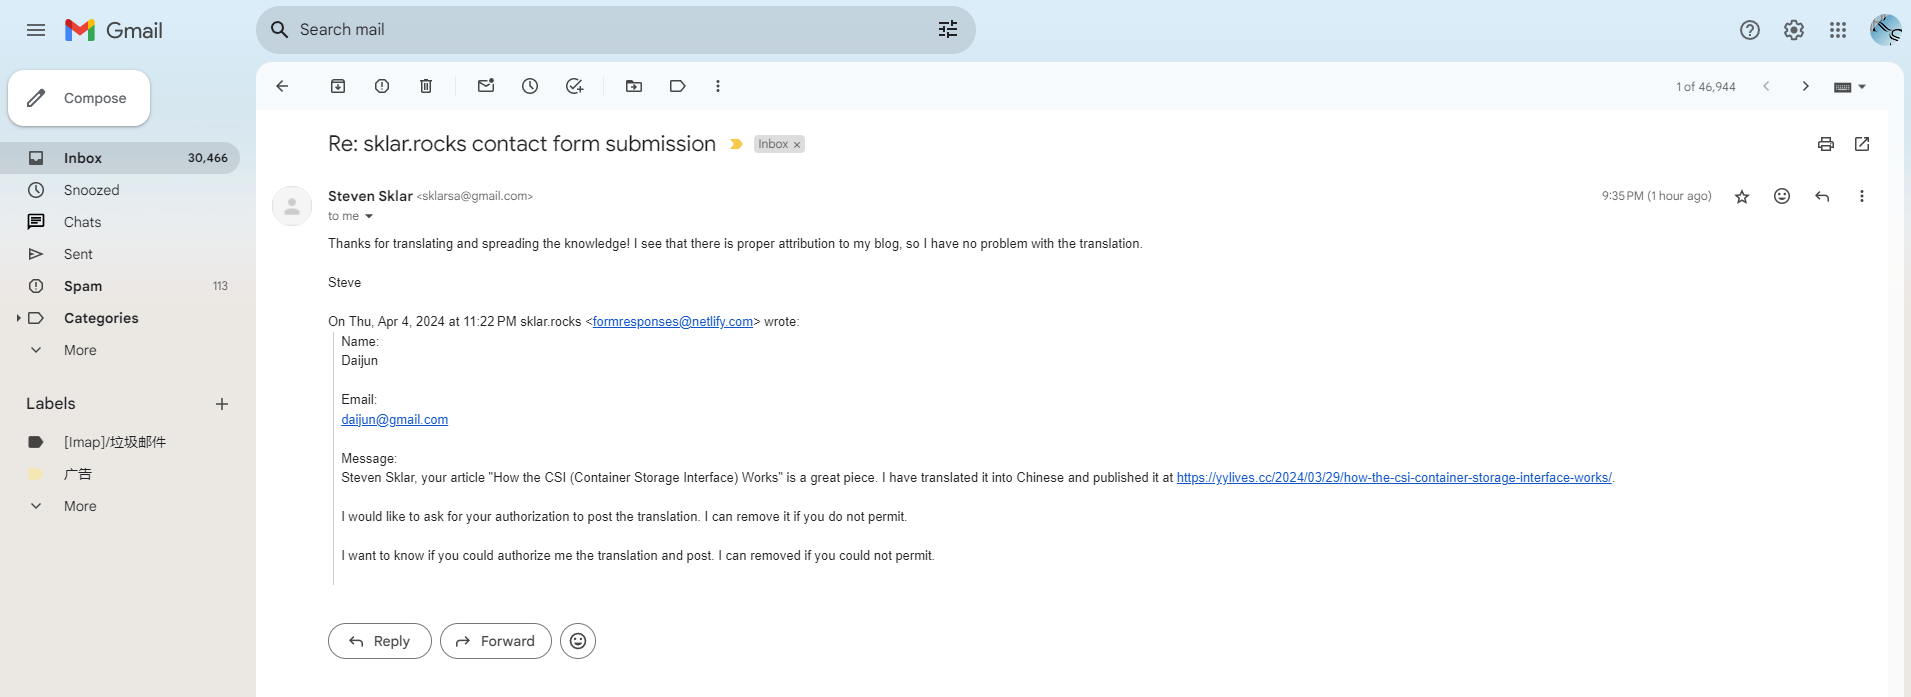 Gmail
Search mail
Compose
1 of 46,944
Re: sklar.rocks contact form submission Inbox ×
Inbox 30,466
Snoozed
Chats
Sent
Spam 113
Categories
More
Labels
[Imap]/垃圾邮件
广告
More
Steven Sklar <sklarsa@gmail.com> 9:35 PM (1 hour ago)
to me
Thanks for translating and spreading the knowledge! I see that there is proper attribution to my blog, so I have no problem with the translation.
Steve
On Thu, Apr 4, 2024 at 11:22 PM sklar.rocks <formresponses@netlify.com> wrote:
Name:
Daijun
Email:
daijun@gmail.com
Message:
Steven Sklar, your article "How the CSI (Container Storage Interface) Works" is a great piece. I have translated it into Chinese and published it at https://yylives.cc/2024/03/29/how-the-csi-container-storage-interface-works/.
I would like to ask for your authorization to post the translation. I can remove it if you do not permit.
I want to know if you could authorize me the translation and post. I can removed if you could not permit.
Reply Forward